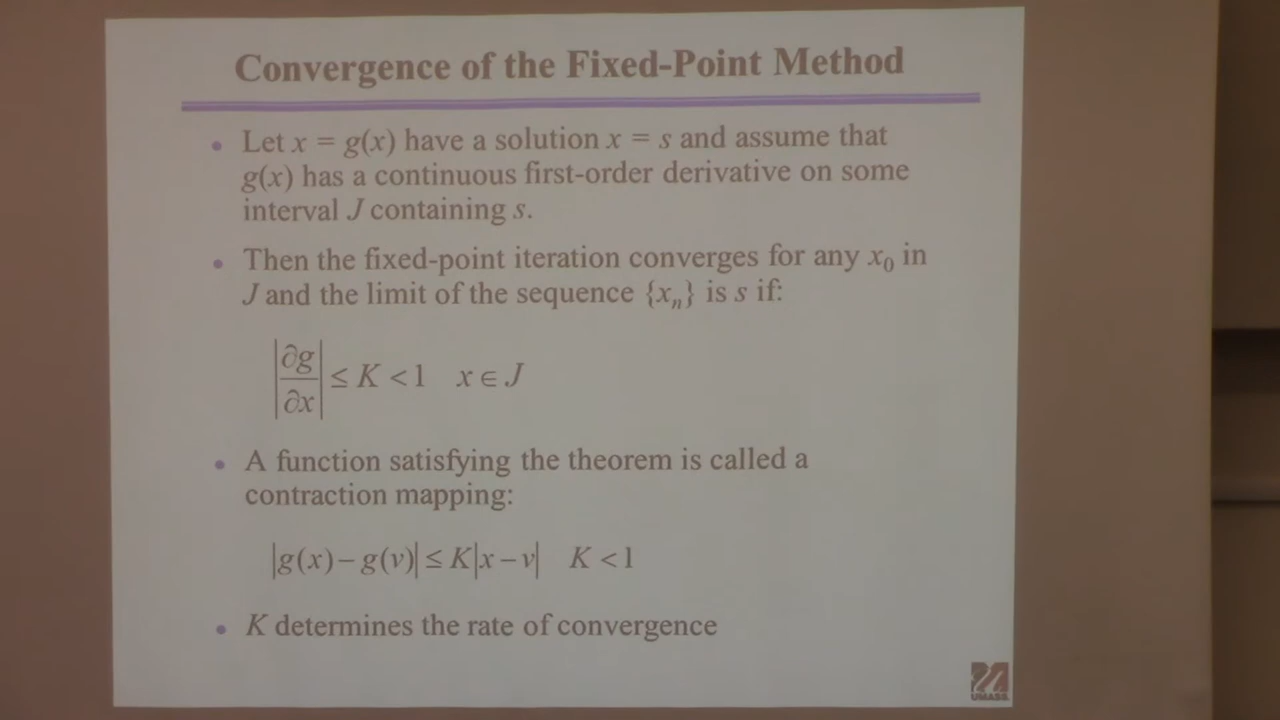 Convergence of the Fixed-Point Method
• Let x = g(x) have a solution x = s and assume that
g(x) has a continuous first-order derivative on some
interval J containing s.
• Then the fixed-point iteration converges for any x₀ in
J and the limit of the sequence {xₙ} is s if:
|∂g/∂x| ≤ K < 1 x ∈ J
• A function satisfying the theorem is called a
contraction mapping:
|g(x) − g(v)| ≤ K|x − v| K < 1
• K determines the rate of convergence
UMASS